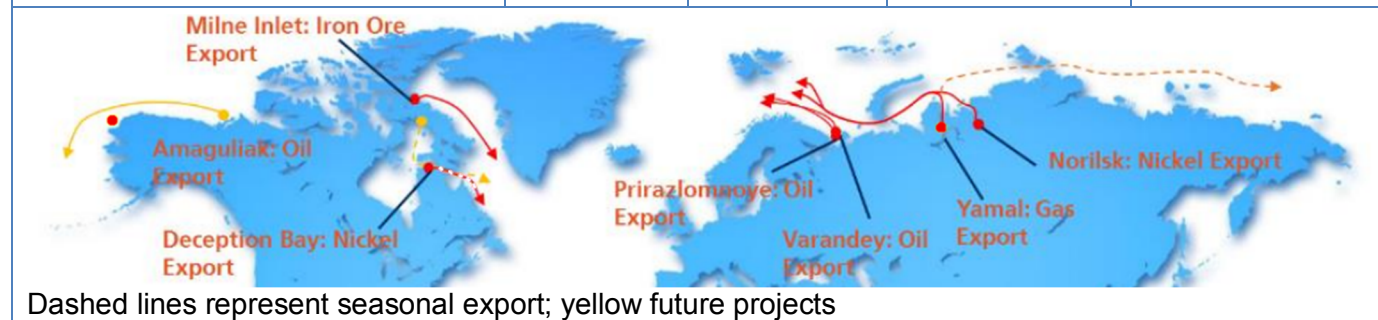 Milne Inlet: Iron Ore
Export
Amaguliak: Oil
Export
Deception Bay: Nickel
Export
Prirazlomnoye: Oil
Export
Varandey: Oil
Export
Yamal: Gas
Export
Norilsk: Nickel Export
Dashed lines represent seasonal export; yellow future projects